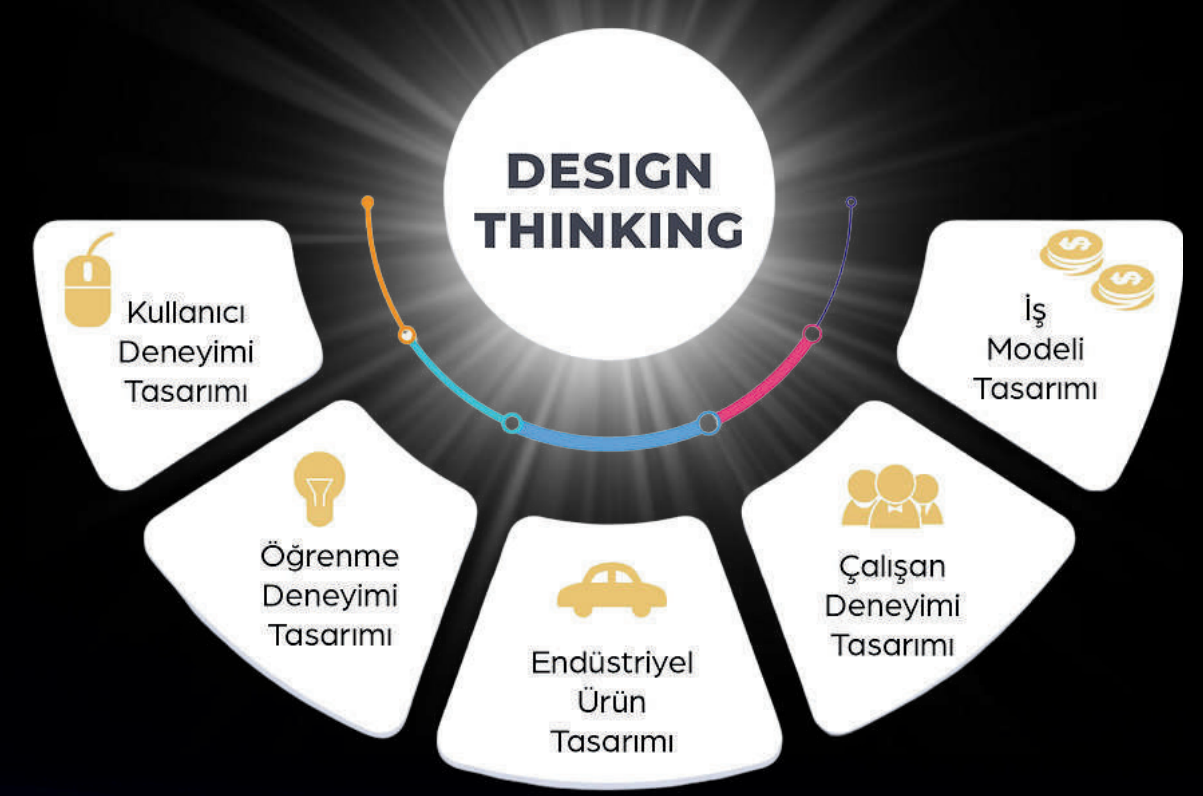 DESIGN
THINKING
Kullanıcı
Deneyimi
Tasarımı
Öğrenme
Deneyimi
Tasarımı
Endüstriyel
Ürün
Tasarımı
Çalışan
Deneyimi
Tasarımı
İş
Modeli
Tasarımı